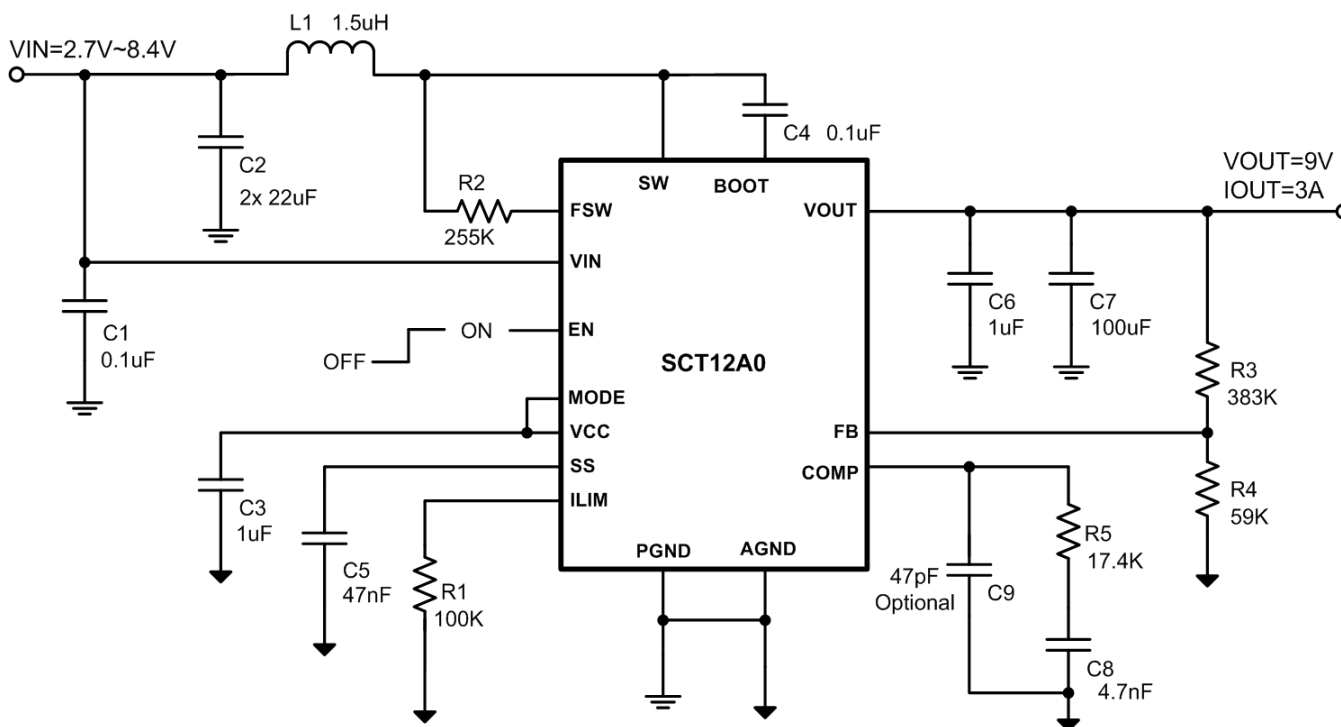 L1 1.5uH
VIN=2.7V~8.4V
C4 0.1uF
C2
2x 22uF
R2
255K
SW
BOOT
FSW
VOUT
VOUT=9V
IOUT=3A
VIN
C1
0.1uF
C6
1uF
C7
100uF
ON
EN
OFF
SCT12A0
R3
383K
MODE
VCC
FB
SS
COMP
ILIM
C3
1uF
R4
59K
C5
47nF
R1
100K
PGND
AGND
R5
17.4K
47pF
Optional
C9
C8
4.7nF